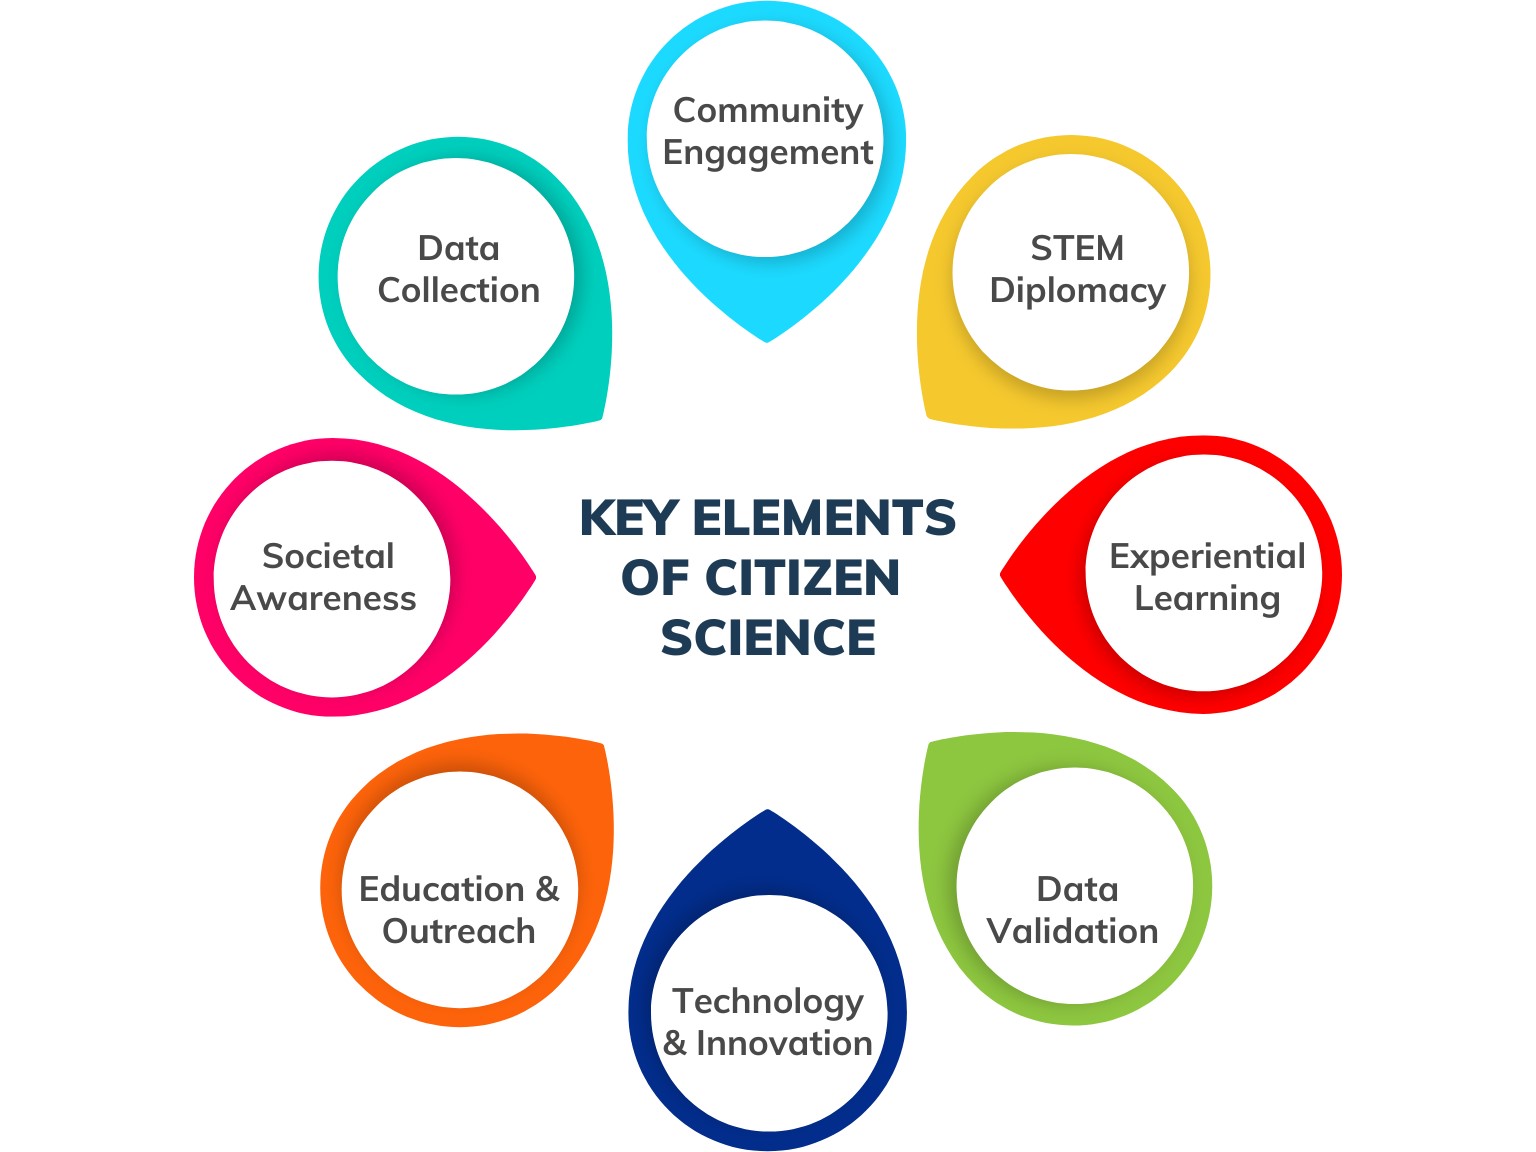 Community
Engagement
STEM
Diplomacy
Experiential
Learning
Data
Validation
Technology
& Innovation
Education &
Outreach
Societal
Awareness
Data
Collection
KEY ELEMENTS
OF CITIZEN
SCIENCE